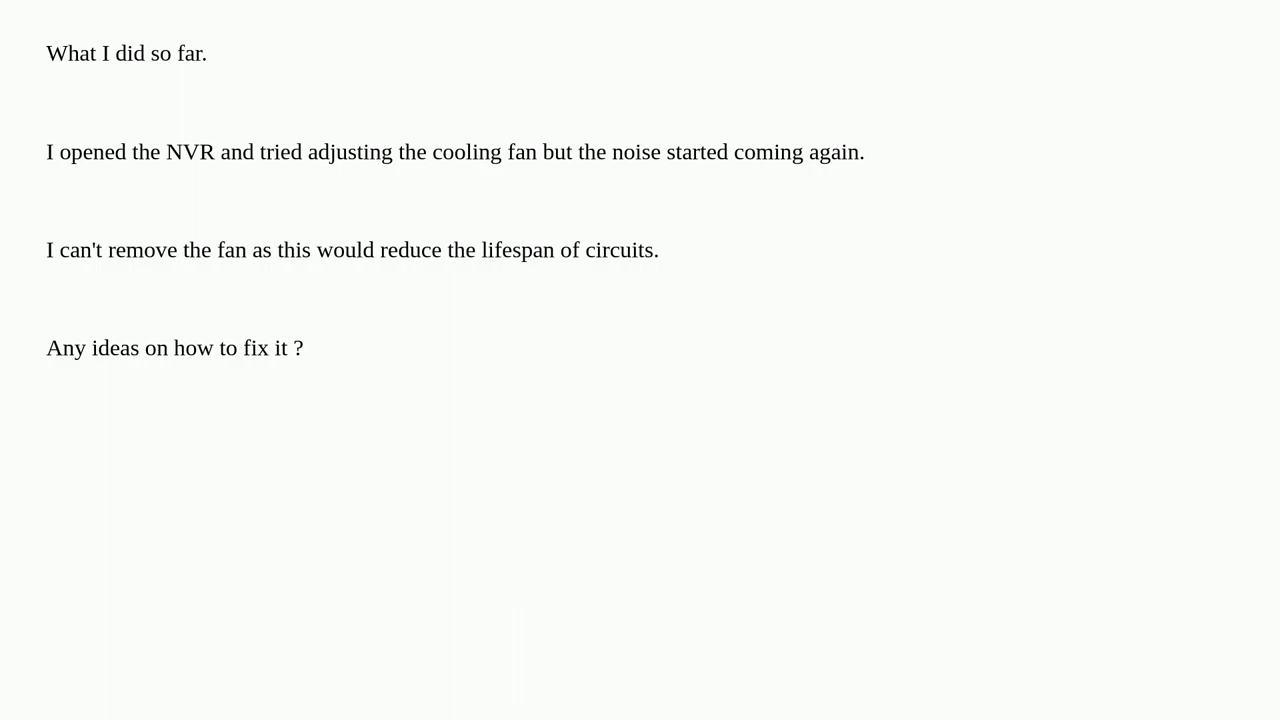 What I did so far.
I opened the NVR and tried adjusting the cooling fan but the noise started coming again.
I can't remove the fan as this would reduce the lifespan of circuits.
Any ideas on how to fix it ?